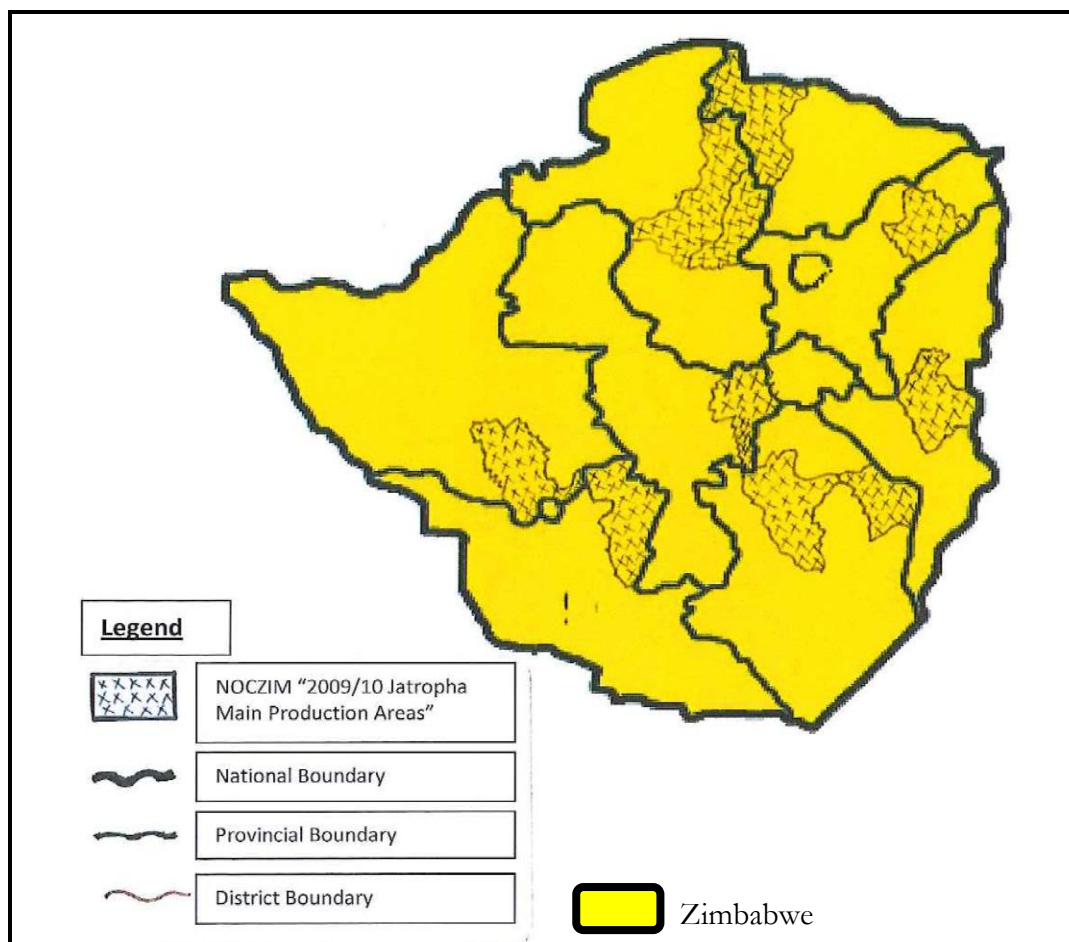 Legend
NOCZIM “2009/10 Jatropha
Main Production Areas”
National Boundary
Provincial Boundary
District Boundary
Zimbabwe